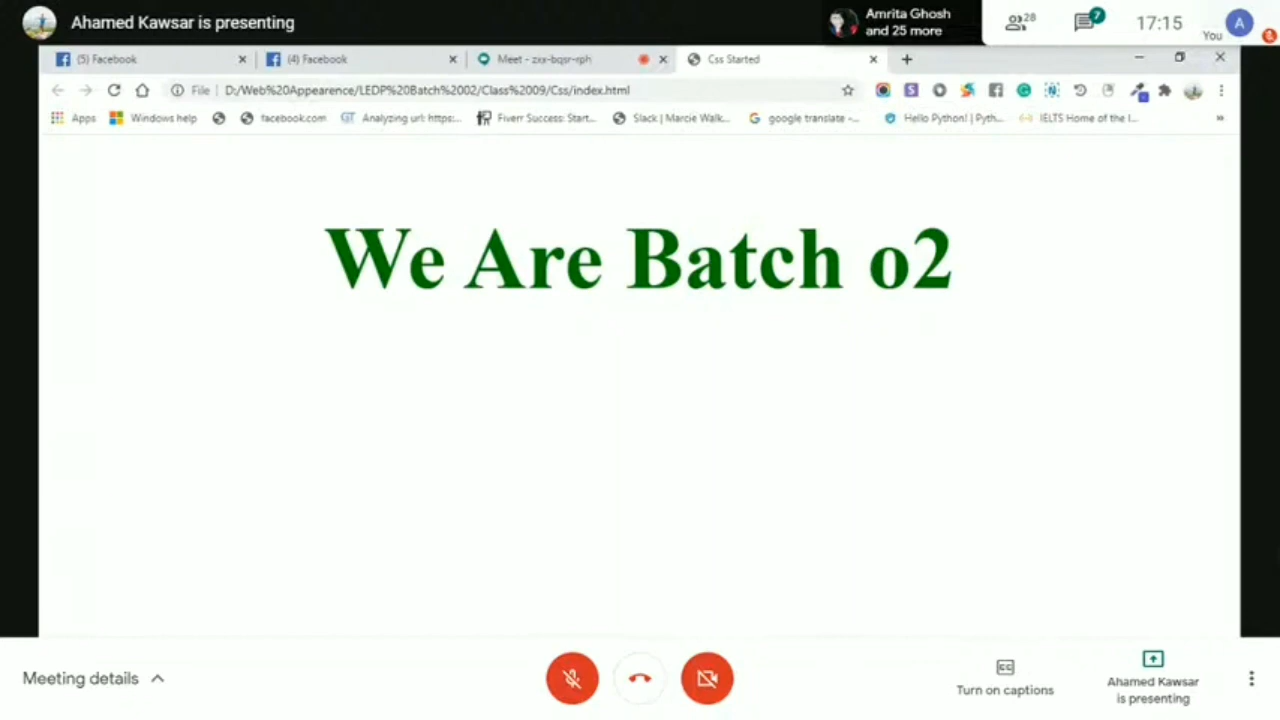 Ahamed Kawsar is presenting
Amrita Ghosh
and 25 more
28
7
17:15
You
A
(5) Facebook
(4) Facebook
Meet - zxx-bqsr-rph
Css Started
File
D:/Web%20Appearence/LEDP%20Batch%2002/Class%2009/Css/index.html
Apps
Windows help
facebook.com
Analyzing url: https:...
Fiverr Success: Start...
Slack | Marcie Walk...
google translate -...
Hello Python! | Pyth...
IELTS Home of the I...
We Are Batch o2
Meeting details
Turn on captions
Ahamed Kawsar
is presenting